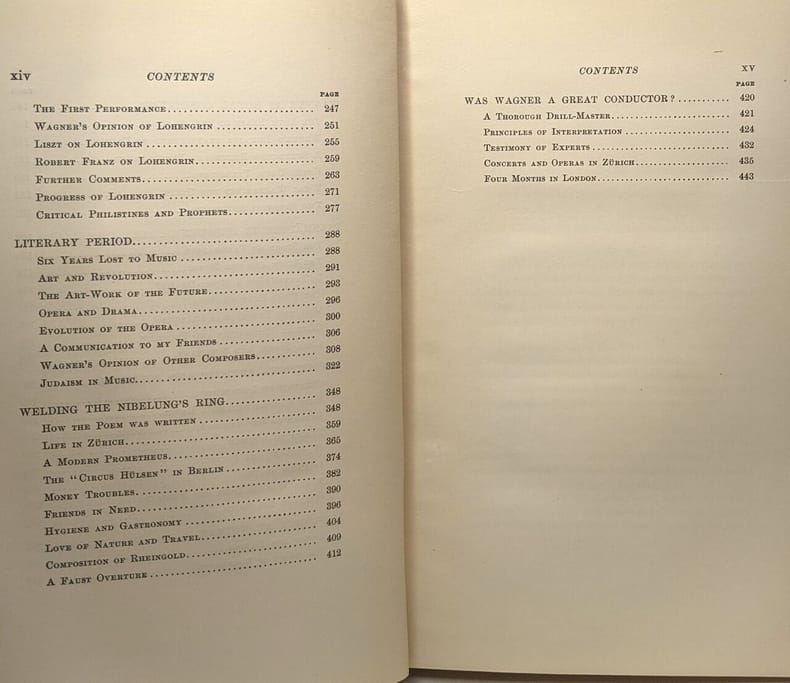 xiv CONTENTS
PAGE
The First Performance 247
Wagner's Opinion of Lohengrin 251
Liszt on Lohengrin 255
Robert Franz on Lohengrin 259
Further Comments 263
Progress of Lohengrin 271
Critical Philistines and Prophets 277
LITERARY PERIOD 288
Six Years Lost to Music 288
Art and Revolution 291
The Art-Work of the Future 293
Opera and Drama 296
Evolution of the Opera 300
A Communication to my Friends 306
Wagner's Opinion of Other Composers 308
Judaism in Music 322
WELDING THE NIBELUNG'S RING 348
How the Poem was written 348
Life in Zürich 359
A Modern Prometheus 365
The "Circus Hülsen" in Berlin 374
Money Troubles 382
Friends in Need 390
Hygiene and Gastronomy 396
Love of Nature and Travel 404
Composition of Rheingold 409
A Faust Overture 412
CONTENTS xv
PAGE
WAS WAGNER A GREAT CONDUCTOR? 420
A Thorough Drill-Master 421
Principles of Interpretation 424
Testimony of Experts 432
Concerts and Operas in Zürich 435
Four Months in London 443